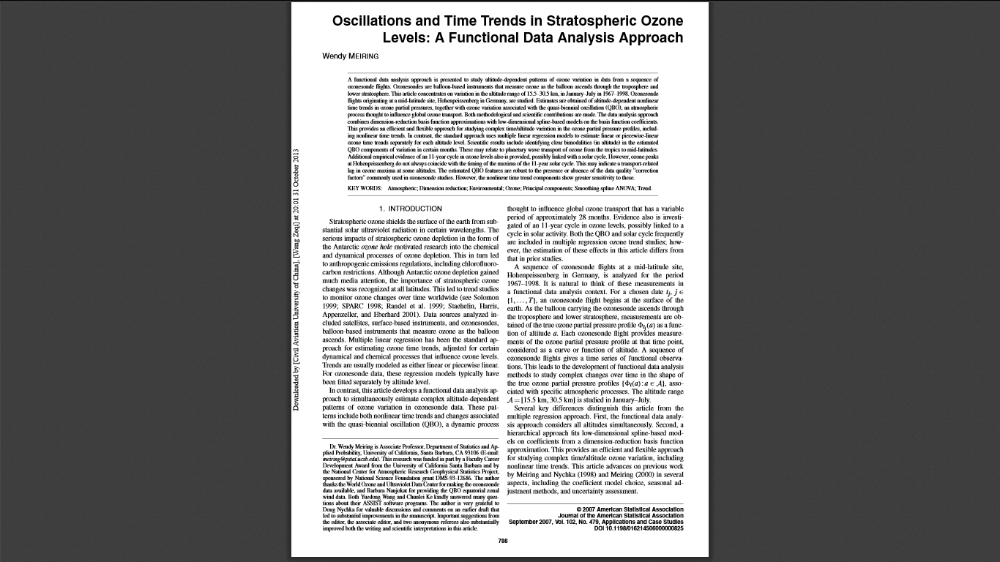 Oscillations and Time Trends in Stratospheric Ozone
Levels: A Functional Data Analysis Approach
Wendy MEIRING
A functional data analysis approach is presented to study altitude-dependent patterns of ozone variation in data from a sequence of
ozonesonde flights. Ozonesondes are balloon-based instruments that measure ozone as the balloon ascends through the troposphere and
lower stratosphere. This article concentrates on variation in the altitude range of 15.5–30.5 km, in January–July in 1967–1998. Ozonesonde
flights originating at a mid-latitude site, Hohenpeissenberg in Germany, are studied. Estimates are obtained of altitude-dependent nonlinear
time trends in ozone partial pressures, together with ozone variation associated with the quasi-biennial oscillation (QBO), an atmospheric
process thought to influence global ozone transport. Both methodological and scientific contributions are made. The data analysis approach
combines dimension-reduction basis function approximations with low-dimensional spline-based models on the basis function coefficients.
This provides an efficient and flexible approach for studying complex time/altitude variation in the ozone partial pressure profiles, includ-
ing nonlinear time trends. In contrast, the standard approach uses multiple linear regression models to estimate linear or piecewise-linear
ozone time trends separately for each altitude level. Scientific results include identifying clear bimodalities (in altitude) in the estimated
QBO components of variation in certain months. These may relate to planetary wave transport of ozone from the tropics to mid-latitudes.
Additional empirical evidence of an 11-year cycle in ozone levels also is provided, possibly linked with a solar cycle. However, ozone peaks
at Hohenpeissenberg do not always coincide with the timing of the maxima of the 11-year solar cycle. This may indicate a transport-related
lag in ozone maxima at some altitudes. The estimated QBO features are robust to the presence or absence of the data quality “correction
factors” commonly used in ozonesonde studies. However, the nonlinear time trend components show greater sensitivity to these.
KEY WORDS: Atmospheric; Dimension reduction; Environmental; Ozone; Principal components; Smoothing spline ANOVA; Trend.
1. INTRODUCTION
Stratospheric ozone shields the surface of the earth from sub-
stantial solar ultraviolet radiation in certain wavelengths. The
serious impacts of stratospheric ozone depletion in the form of
the Antarctic ozone hole motivated research into the chemical
and dynamical processes of ozone depletion. This in turn led
to anthropogenic emissions regulations, including chlorofluoro-
carbon restrictions. Although Antarctic ozone depletion gained
much media attention, the importance of stratospheric ozone
changes was recognized at all latitudes. This led to trend studies
to monitor ozone changes over time worldwide (see Solomon
1999; SPARC 1998; Randel et al. 1999; Staehelin, Harris,
Appenzeller, and Eberhard 2001). Data sources analyzed in-
cluded satellites, surface-based instruments, and ozonesondes,
balloon-based instruments that measure ozone as the balloon
ascends. Multiple linear regression has been the standard ap-
proach for estimating ozone time trends, adjusted for certain
dynamical and chemical processes that influence ozone levels.
Trends are usually modeled as either linear or piecewise linear.
For ozonesonde data, these regression models typically have
been fitted separately by altitude level.
In contrast, this article develops a functional data analysis ap-
proach to simultaneously estimate complex altitude-dependent
patterns of ozone variation in ozonesonde data. These pat-
terns include both nonlinear time trends and changes associated
with the quasi-biennial oscillation (QBO), a dynamic process
Dr. Wendy Meiring is Associate Professor, Department of Statistics and Ap-
plied Probability, University of California, Santa Barbara, CA 93106 (E-mail:
meiring@pstat.ucsb.edu). This research was funded in part by a Faculty Career
Development Award from the University of California Santa Barbara and by
the National Center for Atmospheric Research Geophysical Statistics Project,
sponsored by National Science Foundation grant DMS-93-12686. The author
thanks the World Ozone and Ultraviolet Data Center for making the ozonesonde
data available, and Barbara Naujokat for providing the QBO equatorial zonal
wind data. Both Yuedong Wang and Chunlei Ke kindly answered many ques-
tions about their ASSIST software programs. The author is very grateful to
Doug Nychka for valuable discussions and comments on an earlier draft that
led to substantial improvements in the manuscript. Important suggestions from
the editor, the associate editor, and two anonymous referees also substantially
improved both the writing and scientific interpretations in this article.
thought to influence global ozone transport that has a variable
period of approximately 28 months. Evidence also is investi-
gated of an 11-year cycle in ozone levels, possibly linked to a
cycle in solar activity. Both the QBO and solar cycle frequently
are included in multiple regression ozone trend studies; how-
ever, the estimation of these effects in this article differs from
that in prior studies.
A sequence of ozonesonde flights at a mid-latitude site,
Hohenpeissenberg in Germany, is analyzed for the period
1967–1998. It is natural to think of these measurements in
a functional data analysis context. For a chosen date tj, j ∈
{1, . . . , T}, an ozonesonde flight begins at the surface of the
earth. As the balloon carrying the ozonesonde ascends through
the troposphere and lower stratosphere, measurements are ob-
tained of the true ozone partial pressure profile Φtj(a) as a func-
tion of altitude a. Each ozonesonde flight provides measure-
ments of the ozone partial pressure profile at that time point,
considered as a curve or function of altitude. A sequence of
ozonesonde flights gives a time series of functional observa-
tions. This leads to the development of functional data analysis
methods to study complex changes over time in the shape of
the true ozone partial pressure profiles {Φt(a) : a ∈ A}, asso-
ciated with specific atmospheric processes. The altitude range
A = [15.5 km, 30.5 km] is studied in January–July.
Several key differences distinguish this article from the
multiple regression approach. First, the functional data analy-
sis approach considers all altitudes simultaneously. Second, a
hierarchical approach fits low-dimensional spline-based mod-
els on coefficients from a dimension-reduction basis function
approximation. This provides an efficient and flexible approach
for studying complex time/altitude ozone variation, including
nonlinear time trends. This article advances on previous work
by Meiring and Nychka (1998) and Meiring (2000) in several
aspects, including the coefficient model choice, seasonal ad-
justment methods, and uncertainty assessment.
© 2007 American Statistical Association
Journal of the American Statistical Association
September 2007, Vol. 102, No. 479, Applications and Case Studies
DOI 10.1198/016214506000000825
788
Downloaded by [Civil Aviation University of China], [Wang Zeqi] at 20:01 31 October 2013